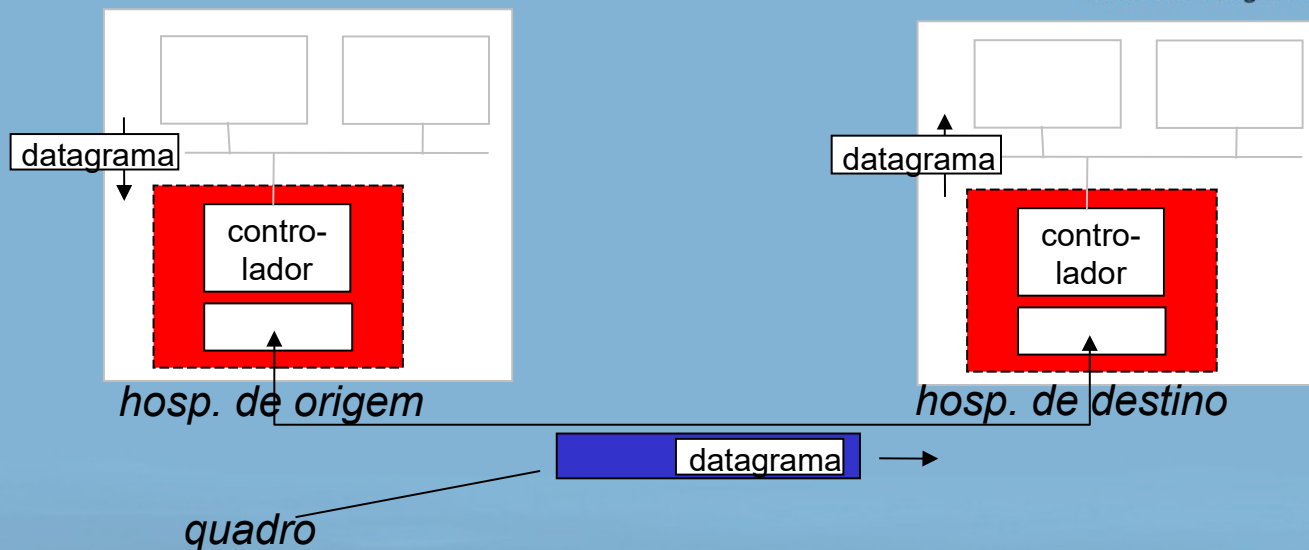 datagrama
datagrama
contro-
lador
contro-
lador
hosp. de origem
hosp. de destino
datagrama
quadro